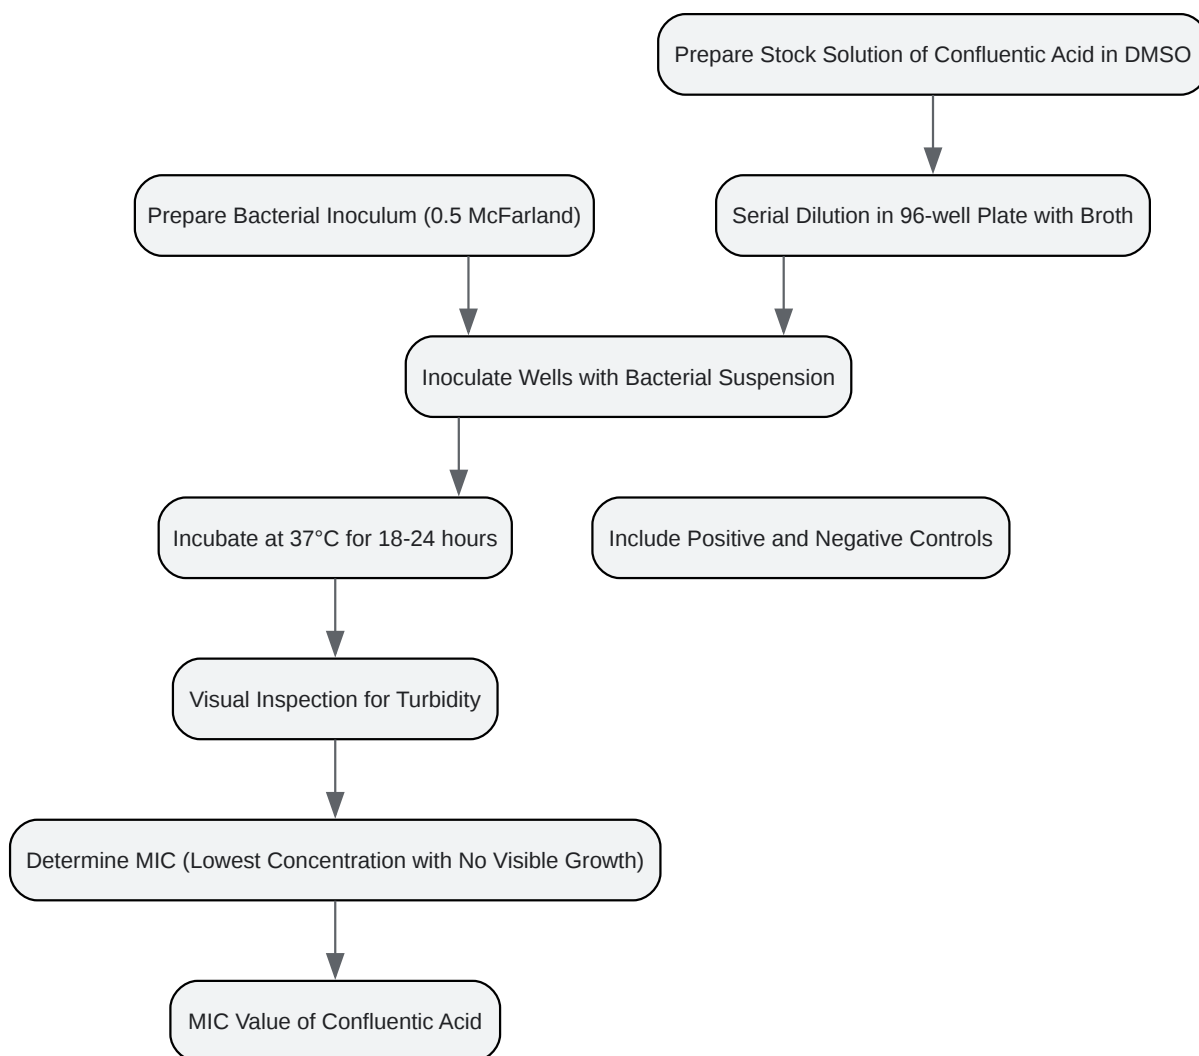 Prepare Stock Solution of Confluentic Acid in DMSO
Prepare Bacterial Inoculum (0.5 McFarland)
Serial Dilution in 96-well Plate with Broth
Inoculate Wells with Bacterial Suspension
Incubate at 37°C for 18-24 hours
Include Positive and Negative Controls
Visual Inspection for Turbidity
Determine MIC (Lowest Concentration with No Visible Growth)
MIC Value of Confluentic Acid